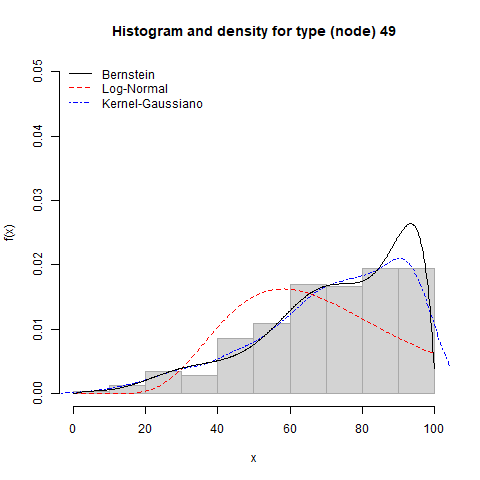 Histogram and density for type (node) 49
Bernstein
Log-Normal
Kernel-Gaussiano
f(x)
0.05
0.04
0.03
0.02
0.01
0.00
0 20 40 60 80 100
x